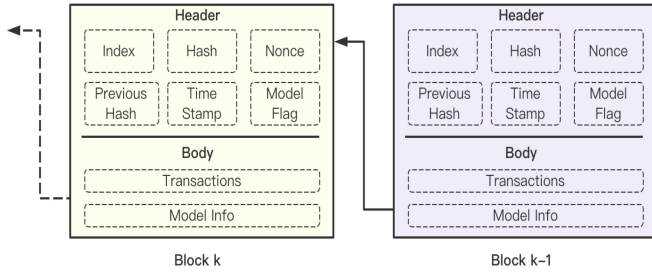 Header
Index
Hash
Nonce
Previous
Hash
Time
Stamp
Model
Flag
Body
Transactions
Model Info
Block k
Header
Index
Hash
Nonce
Previous
Hash
Time
Stamp
Model
Flag
Body
Transactions
Model Info
Block k-1